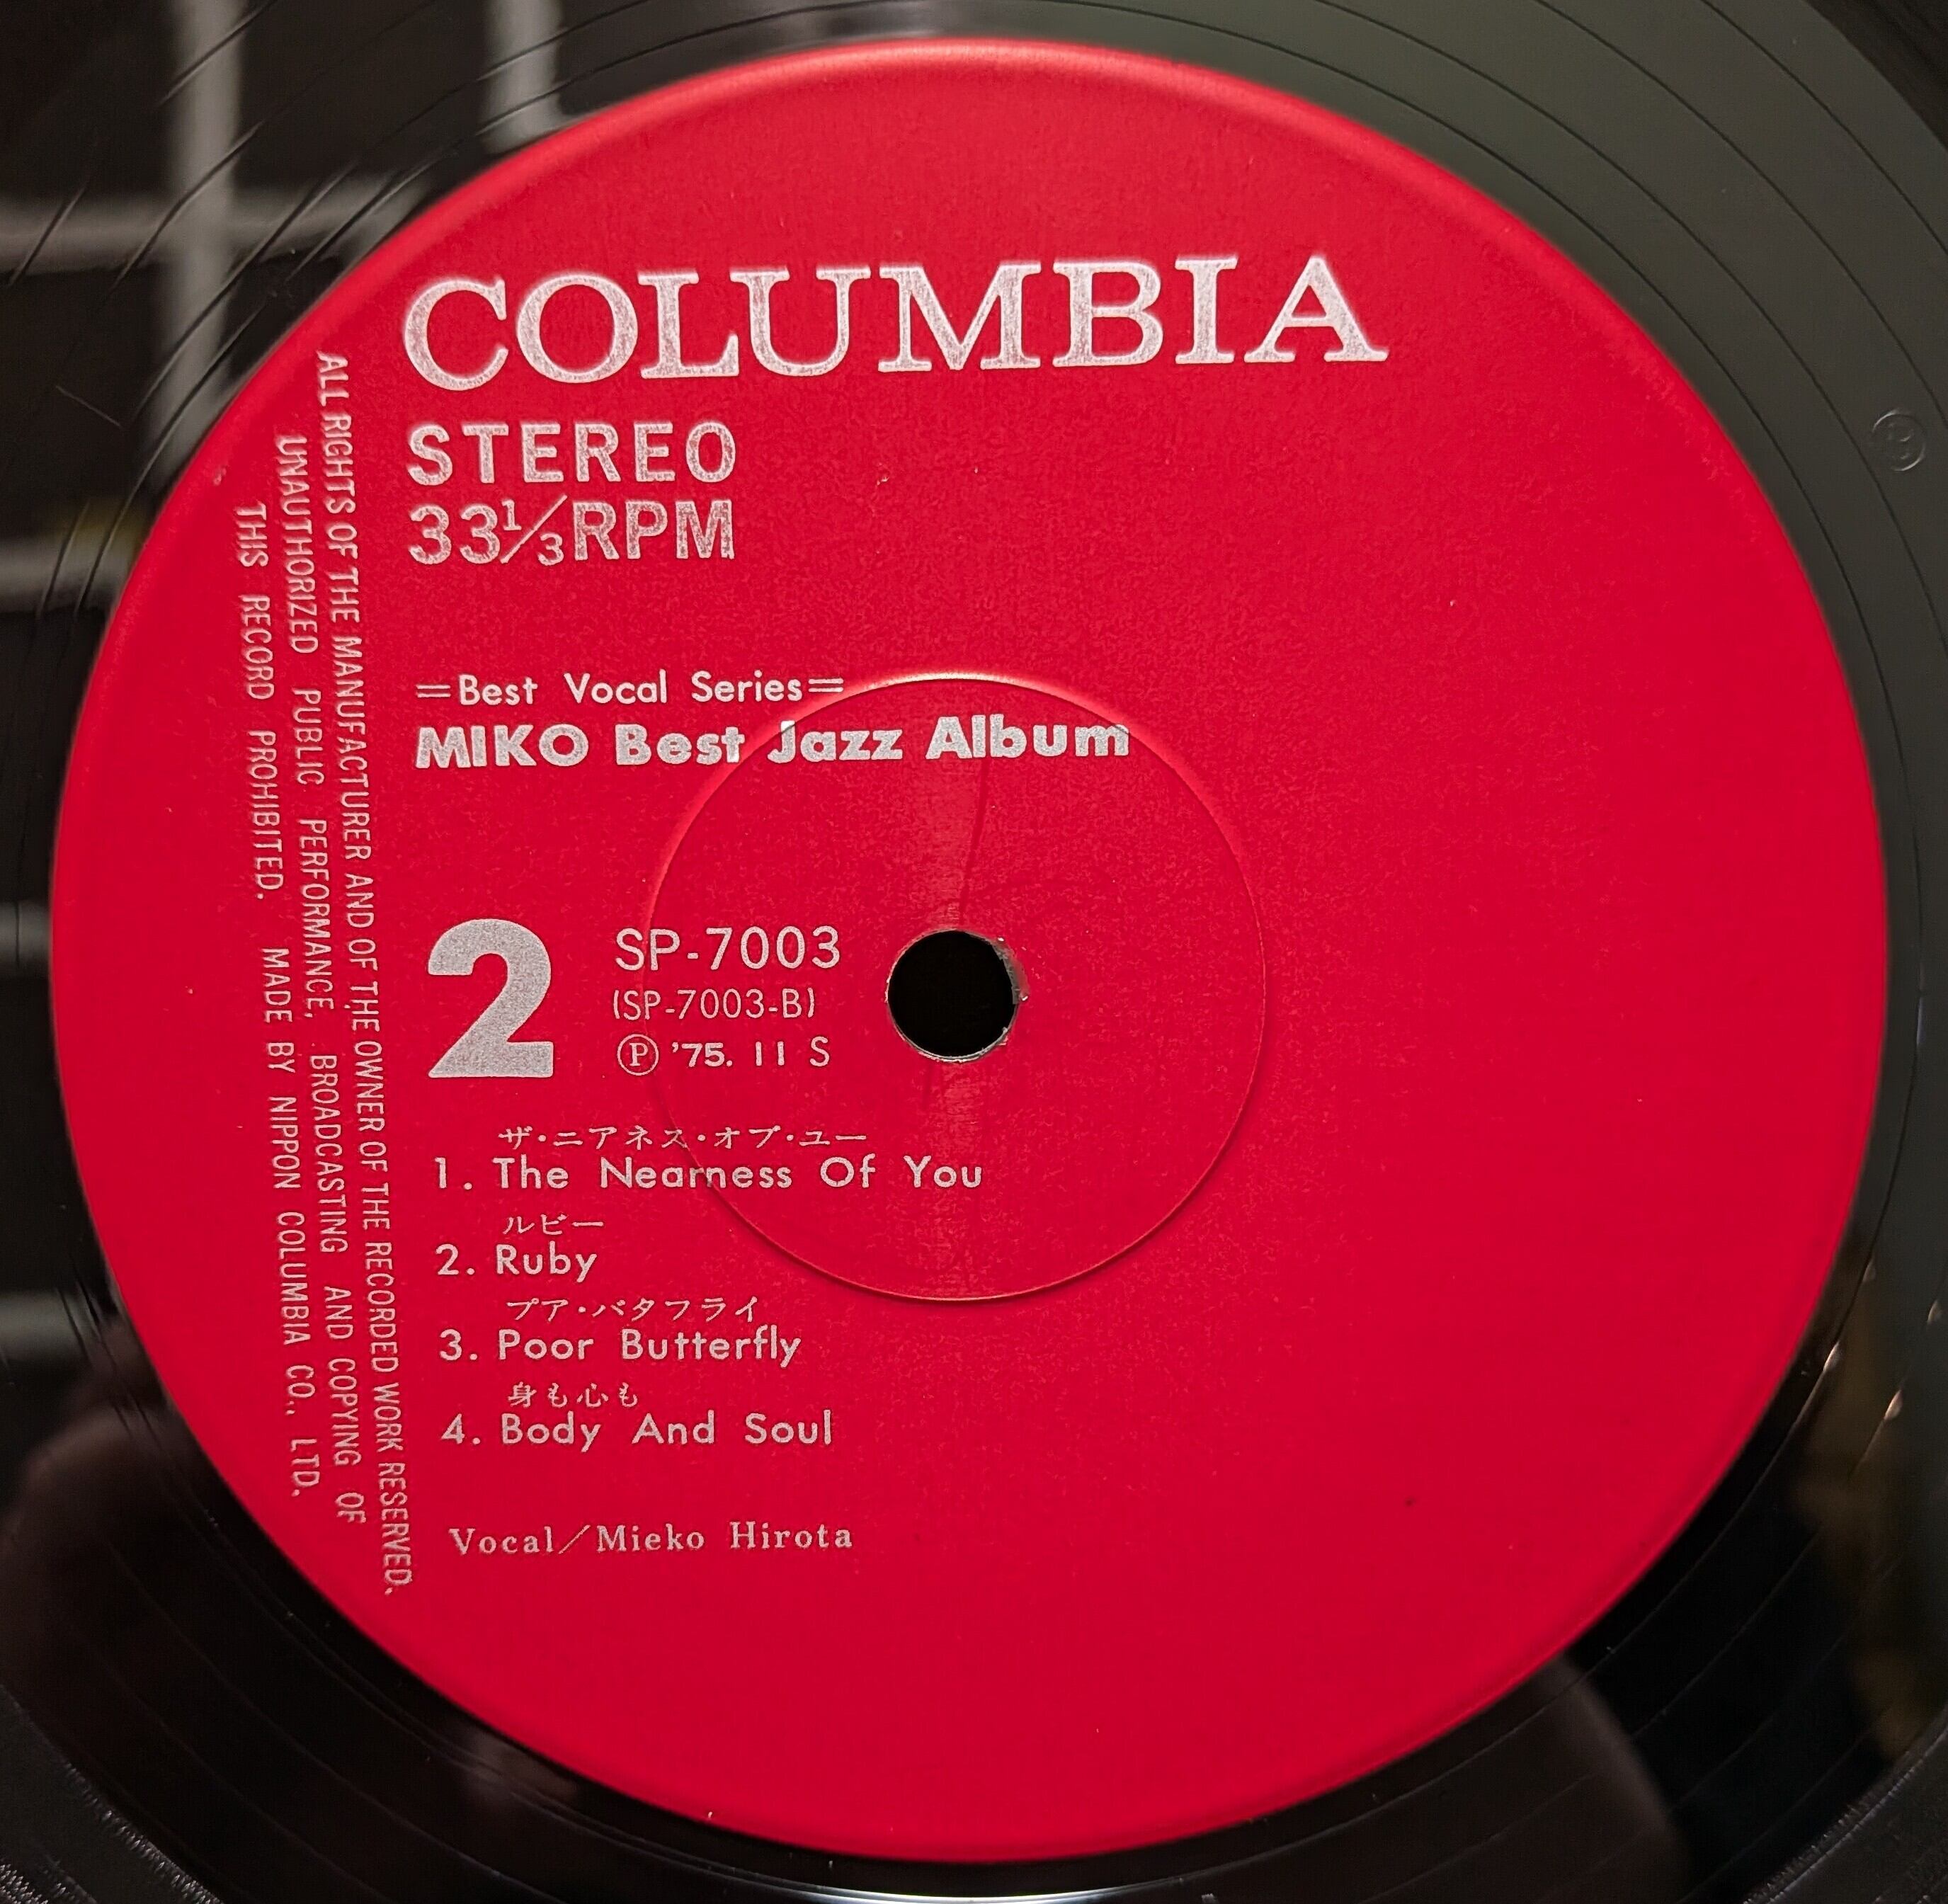 COLUMBIA
STEREO
33⅓RPM
=Best Vocal Series=
MIKO Best Jazz Album
2
SP-7003
(SP-7003-B)
Ⓟ '75. 11 S
ザ・ニアネス・オブ・ユー
1. The Nearness Of You
ルビー
2. Ruby
プア・バタフライ
3. Poor Butterfly
身も心も
4. Body And Soul
Vocal/Mieko Hirota
ALL RIGHTS OF THE MANUFACTURER AND OF THE OWNER OF THE RECORDED WORK RESERVED.
UNAUTHORIZED PUBLIC PERFORMANCE, BROADCASTING AND COPYING OF
THIS RECORD PROHIBITED. MADE BY NIPPON COLUMBIA CO., LTD.